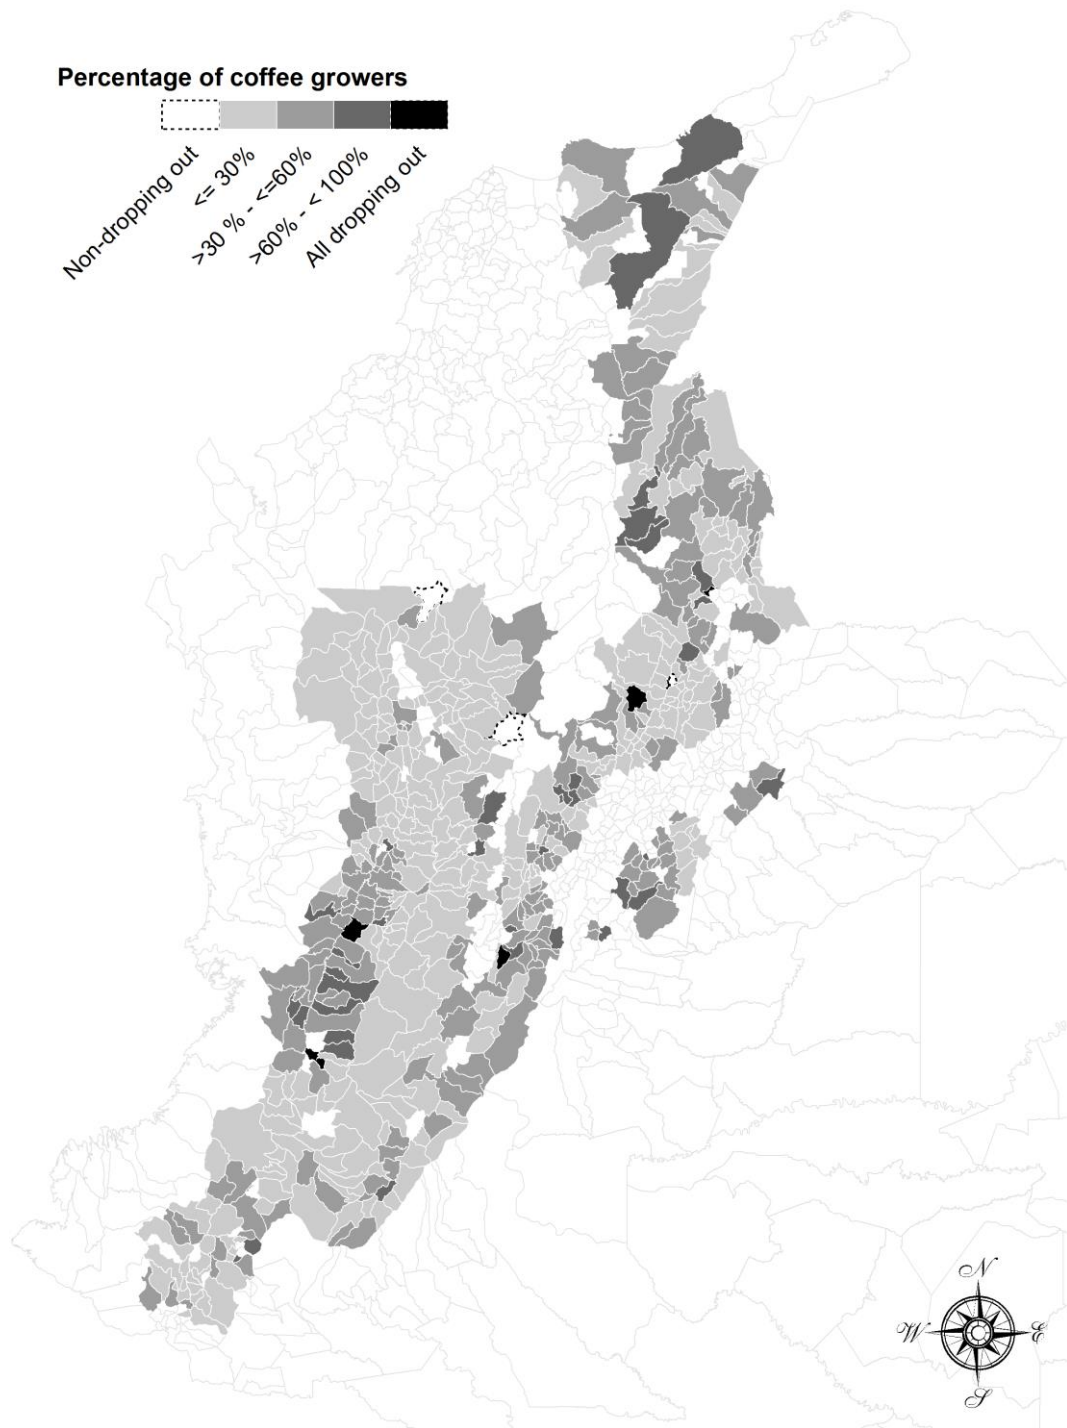 Percentage of coffee growers
Non-dropping out
<= 30%
>30 % - <=60%
>60% - < 100%
All dropping out
N
W
E
S